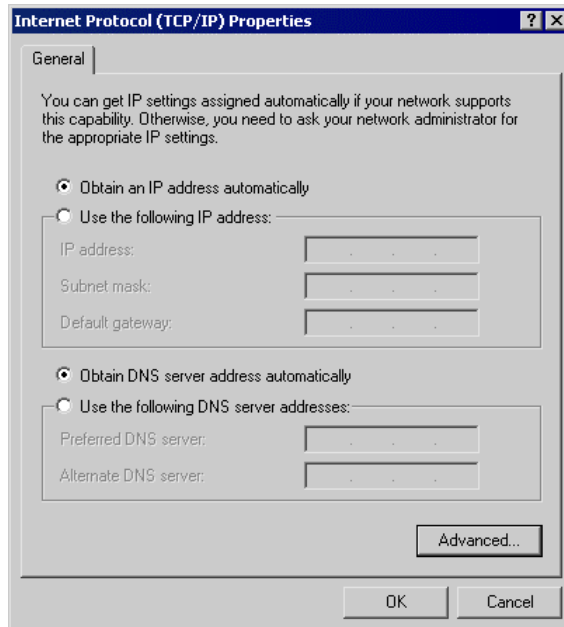 Internet Protocol (TCP/IP) Properties
General
You can get IP settings assigned automatically if your network supports
this capability. Otherwise, you need to ask your network administrator for
the appropriate IP settings.
Obtain an IP address automatically
Use the following IP address:
IP address:
Subnet mask:
Default gateway:
Obtain DNS server address automatically
Use the following DNS server addresses:
Preferred DNS server:
Alternate DNS server:
Advanced...
OK Cancel